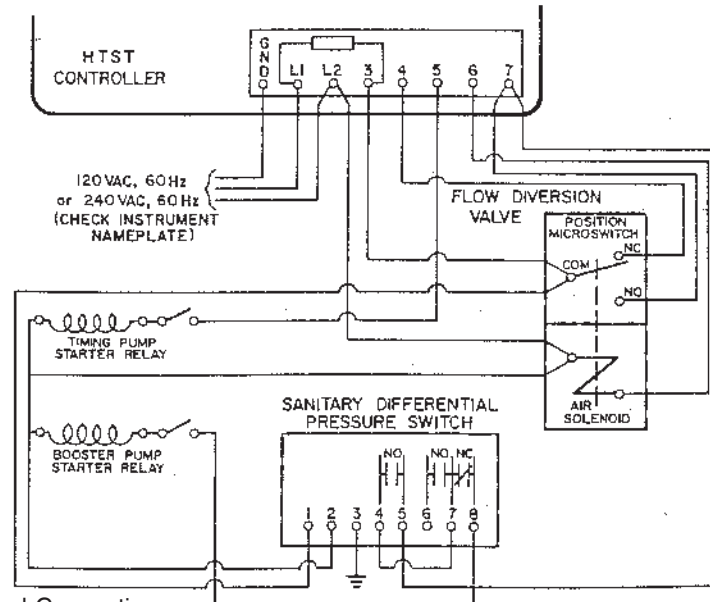 HTST
CONTROLLER
GND L1 L2 3 4 5 6 7
120VAC, 60Hz
or 240VAC, 60Hz
(CHECK INSTRUMENT
NAMEPLATE)
FLOW DIVERSION
VALVE
POSITION
MICROSWITCH
NC
COM
NO
TIMING PUMP
STARTER RELAY
AIR
SOLENOID
SANITARY DIFFERENTIAL
PRESSURE SWITCH
BOOSTER PUMP
STARTER RELAY
NO NO NC
1 2 3 4 5 6 7 8